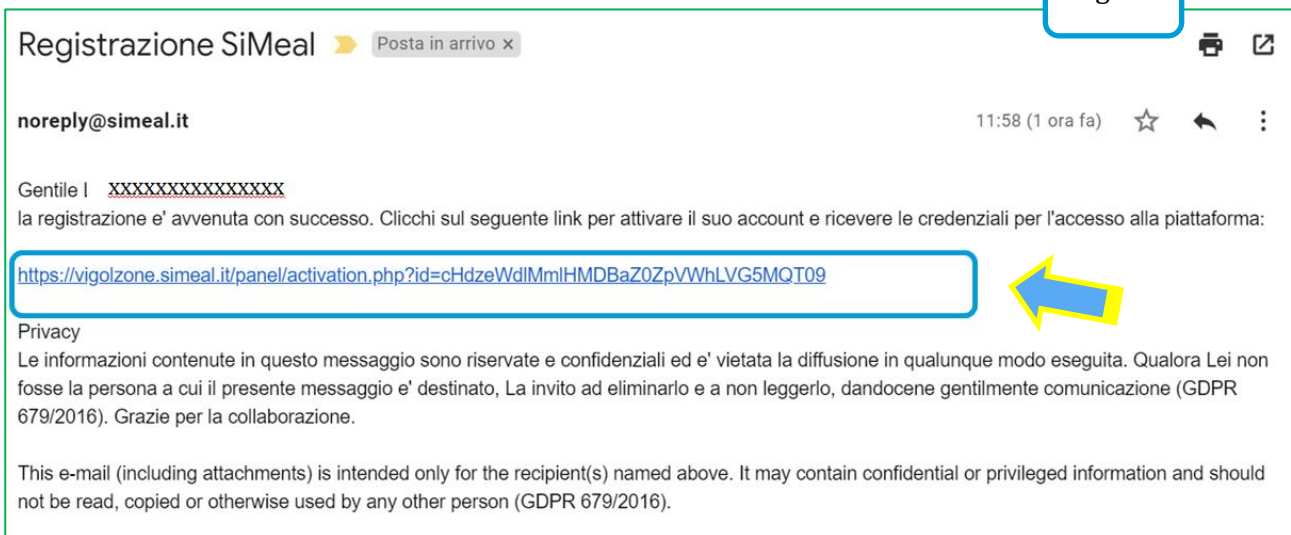 Registrazione SiMeal Posta in arrivo x
noreply@simeal.it 11:58 (1 ora fa)
Gentile XXXXXXXXXXXXXXX
la registrazione e' avvenuta con successo. Clicchi sul seguente link per attivare il suo account e ricevere le credenziali per l'accesso alla piattaforma:
https://vigolzone.simeal.it/panel/activation.php?id=cHdzeWdlMmlHMDBaZ0ZpVWhLVG5MQT09
Privacy
Le informazioni contenute in questo messaggio sono riservate e confidenziali ed e' vietata la diffusione in qualunque modo eseguita. Qualora Lei non
fosse la persona a cui il presente messaggio e' destinato, La invito ad eliminarlo e a non leggerlo, dandocene gentilmente comunicazione (GDPR
679/2016). Grazie per la collaborazione.
This e-mail (including attachments) is intended only for the recipient(s) named above. It may contain confidential or privileged information and should
not be read, copied or otherwise used by any other person (GDPR 679/2016).